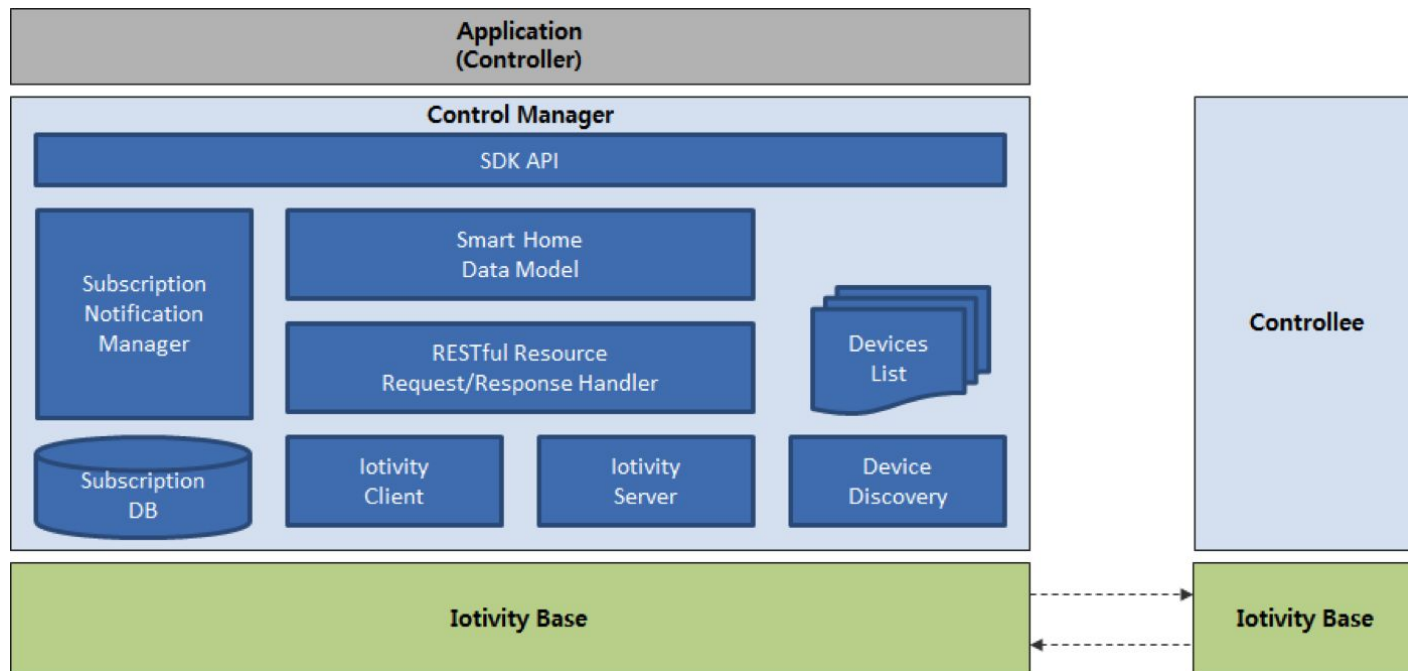 Application
(Controller)
Control Manager
SDK API
Subscription
Notification
Manager
Smart Home
Data Model
RESTful Resource
Request/Response Handler
Devices
List
Controllee
Subscription
DB
Iotivity
Client
Iotivity
Server
Device
Discovery
Iotivity Base
Iotivity Base